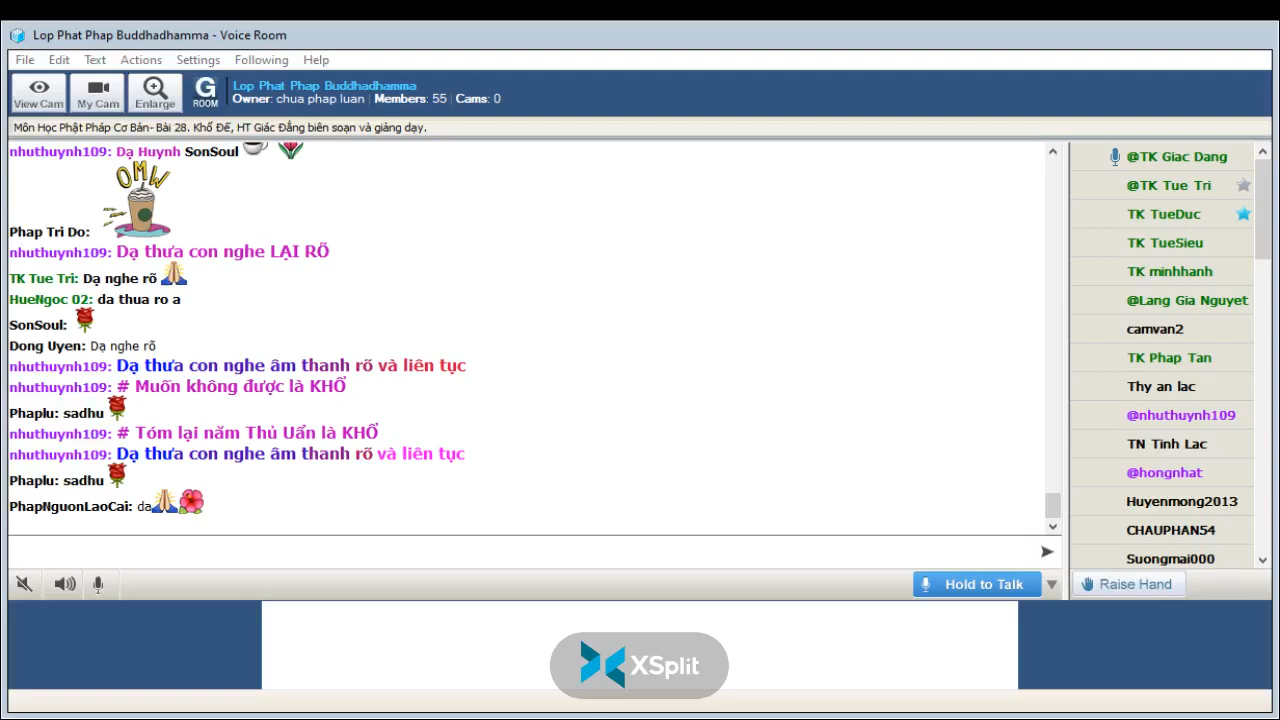 Lop Phat Phap Buddhadhamma - Voice Room
File Edit Text Actions Settings Following Help
View Cam My Cam Enlarge G ROOM
Lop Phat Phap Buddhadhamma
Owner: chua phap luan | Members: 55 | Cams: 0
Môn Học Phật Pháp Cơ Bản- Bài 28. Khổ Đế, HT Giác Đẳng biên soạn và giảng dạy.
nhuthuynh109: Dạ Huynh SonSoul
OMW
Phap Tri Do:
nhuthuynh109: Dạ thưa con nghe LẠI RÕ
TK Tue Tri: Dạ nghe rõ
HueNgoc 02: da thua ro a
SonSoul:
Dong Uyen: Dạ nghe rõ
nhuthuynh109: Dạ thưa con nghe âm thanh rõ và liên tục
nhuthuynh109: # Muốn không được là KHỔ
Phaplu: sadhu
nhuthuynh109: # Tóm lại năm Thủ Uẩn là KHỔ
nhuthuynh109: Dạ thưa con nghe âm thanh rõ và liên tục
Phaplu: sadhu
PhapNguonLaoCai: da
@TK Giac Dang
@TK Tue Tri
TK TueDuc
TK TueSieu
TK minhhanh
@Lang Gia Nguyet
camvan2
TK Phap Tan
Thy an lac
@nhuthuynh109
TN Tinh Lac
@hongnhat
Huyenmong2013
CHAUPHAN54
Suongmai000
Hold to Talk
Raise Hand
XSplit